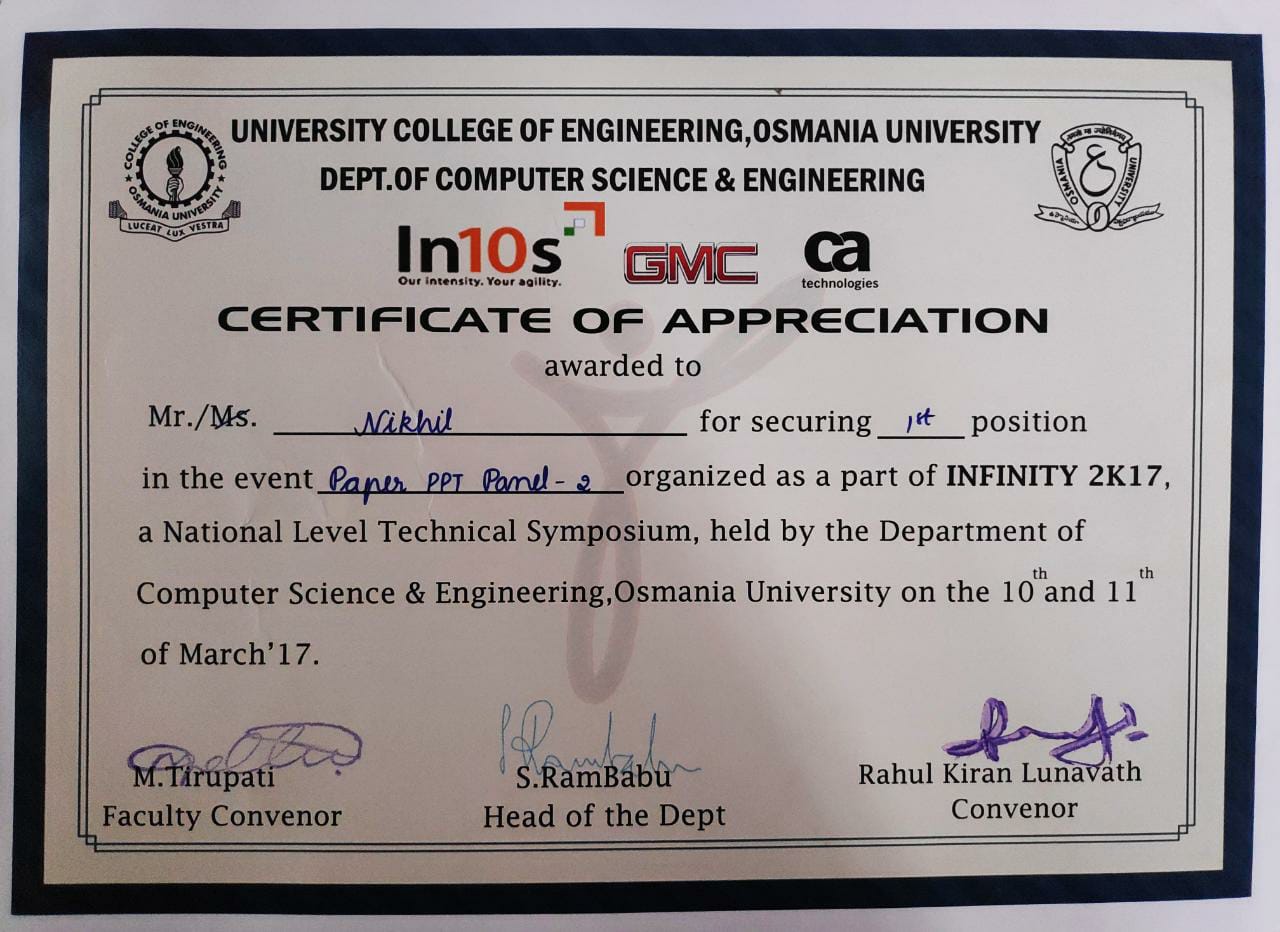 UNIVERSITY COLLEGE OF ENGINEERING,OSMANIA UNIVERSITY
DEPT.OF COMPUTER SCIENCE & ENGINEERING
COLLEGE OF ENGINEERING
OSMANIA UNIVERSITY
LUCEAT LUX VESTRA
OSMANIA UNIVERSITY
In10s
Our intensity. Your agility.
GMC
ca
technologies
CERTIFICATE OF APPRECIATION
awarded to
Mr./Ms. Nikhil for securing 1st position
in the event Paper PPT Panel - 2 organized as a part of INFINITY 2K17,
a National Level Technical Symposium, held by the Department of
Computer Science & Engineering,Osmania University on the 10th and 11th
of March'17.
M.Tirupati S.RamBabu Rahul Kiran Lunavath
Faculty Convenor Head of the Dept Convenor